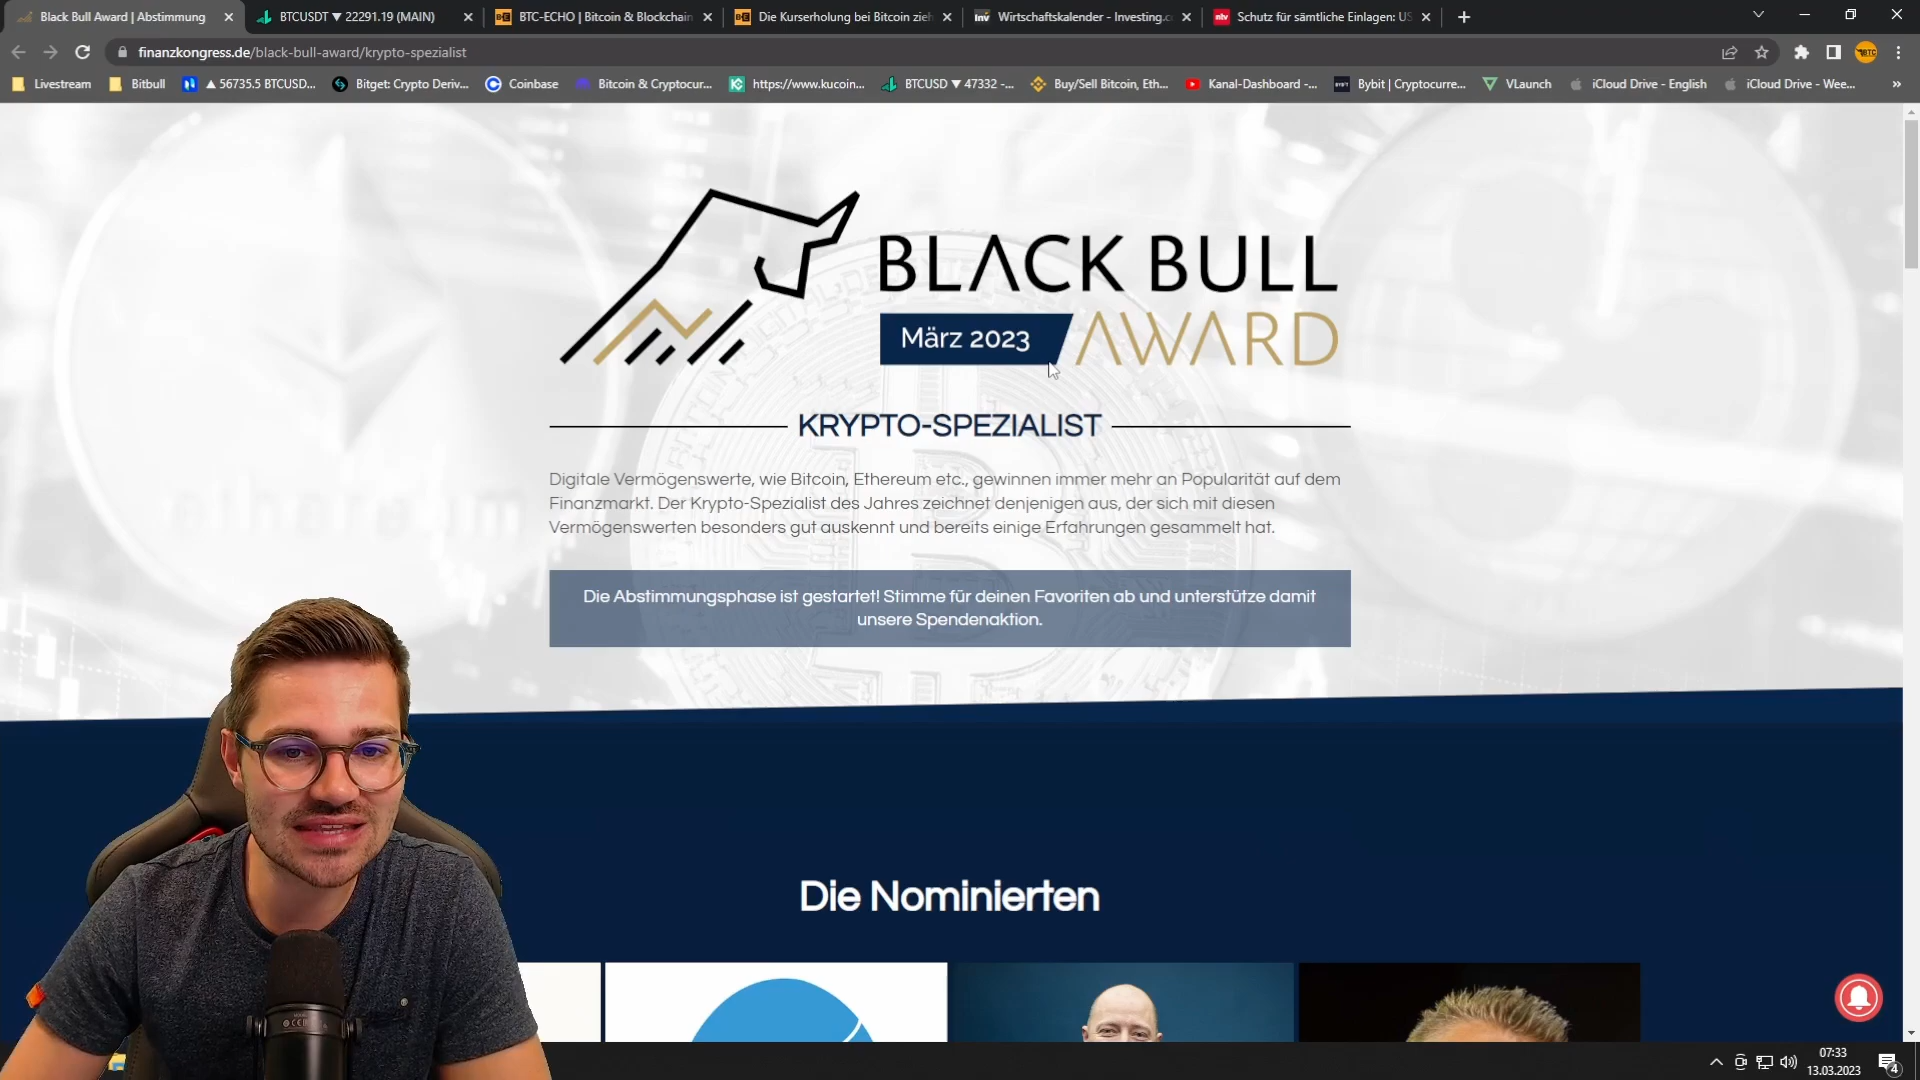 Black Bull Award | Abstimmung
BTCUSDT ▼ 22291.19 (MAIN)
BTC-ECHO | Bitcoin & Blockchain
Die Kurserholung bei Bitcoin zieh
Wirtschaftskalender - Investing.c
Schutz für sämtliche Einlagen: US
finanzkongress.de/black-bull-award/krypto-spezialist
Livestream
Bitbull
▲ 56735.5 BTCUSD...
Bitget: Crypto Deriv...
Coinbase
Bitcoin & Cryptocur...
https://www.kucoin...
BTCUSD ▼ 47332 -...
Buy/Sell Bitcoin, Eth...
Kanal-Dashboard -...
Bybit | Cryptocurre...
VLaunch
iCloud Drive - English
iCloud Drive - Wee...
BLACK BULL
März 2023
AWARD
KRYPTO-SPEZIALIST
Digitale Vermögenswerte, wie Bitcoin, Ethereum etc., gewinnen immer mehr an Popularität auf dem
Finanzmarkt. Der Krypto-Spezialist des Jahres zeichnet denjenigen aus, der sich mit diesen
Vermögenswerten besonders gut auskennt und bereits einige Erfahrungen gesammelt hat.
Die Abstimmungsphase ist gestartet! Stimme für deinen Favoriten ab und unterstütze damit
unsere Spendenaktion.
Die Nominierten
07:33
13.03.2023
4